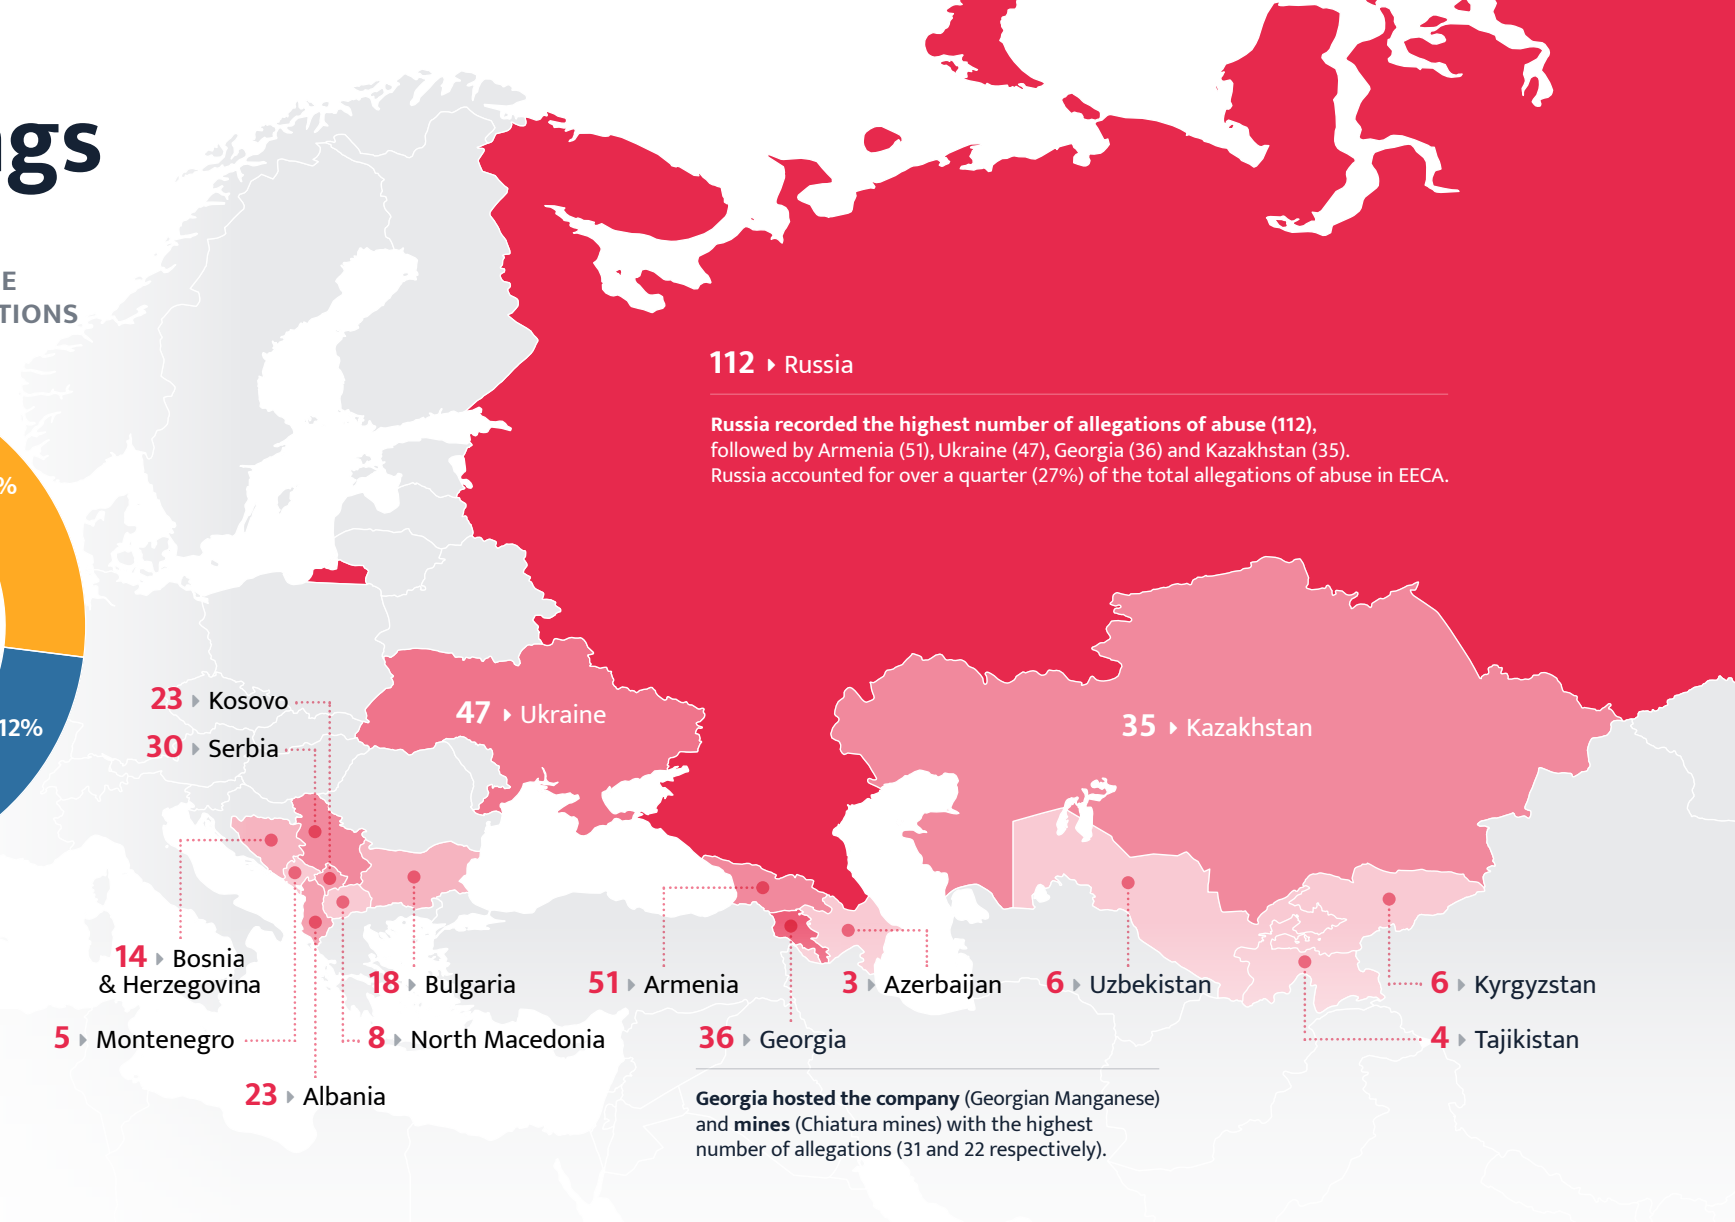 gs
E
TIONS
%
12%
112 Russia
Russia recorded the highest number of allegations of abuse (112),
followed by Armenia (51), Ukraine (47), Georgia (36) and Kazakhstan (35).
Russia accounted for over a quarter (27%) of the total allegations of abuse in EECA.
23 Kosovo
30 Serbia
47 Ukraine
35 Kazakhstan
14 Bosnia
& Herzegovina
18 Bulgaria
51 Armenia
3 Azerbaijan
6 Uzbekistan
6 Kyrgyzstan
5 Montenegro
8 North Macedonia
36 Georgia
4 Tajikistan
23 Albania
Georgia hosted the company (Georgian Manganese)
and mines (Chiatura mines) with the highest
number of allegations (31 and 22 respectively).